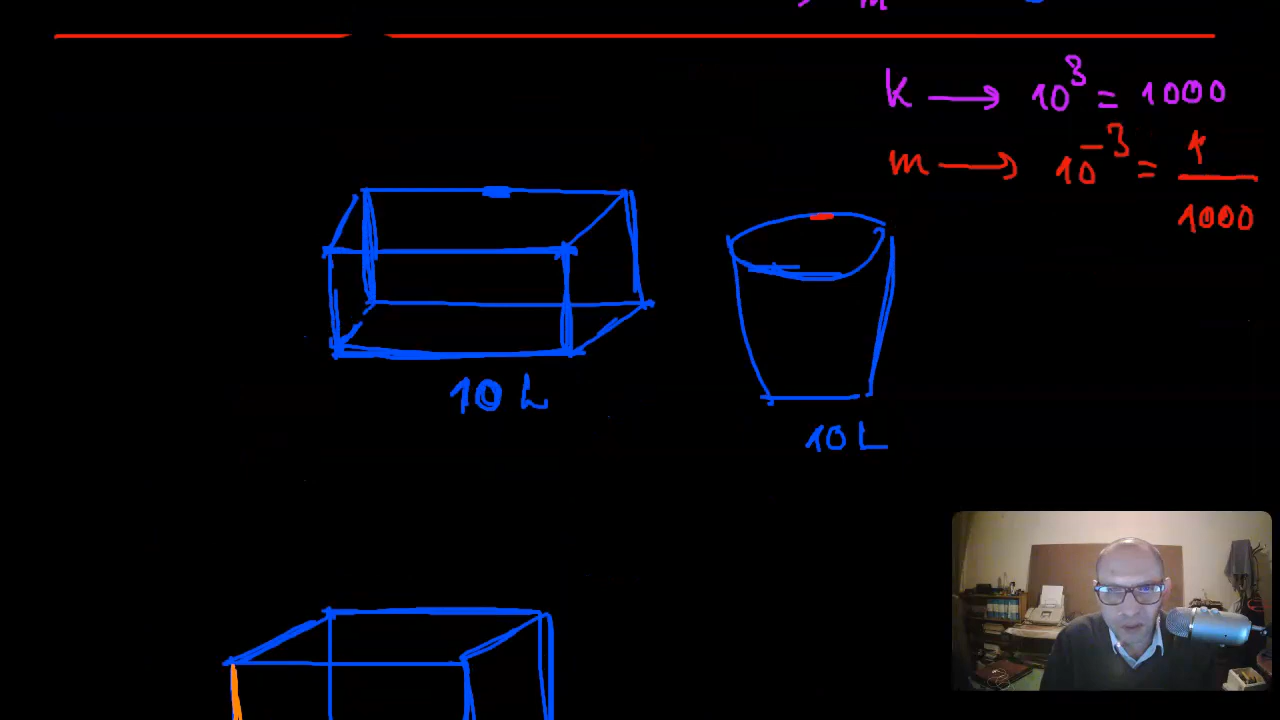 m
k → 10³ = 1000
m → 10⁻³ = 1/1000
10 L
10 L